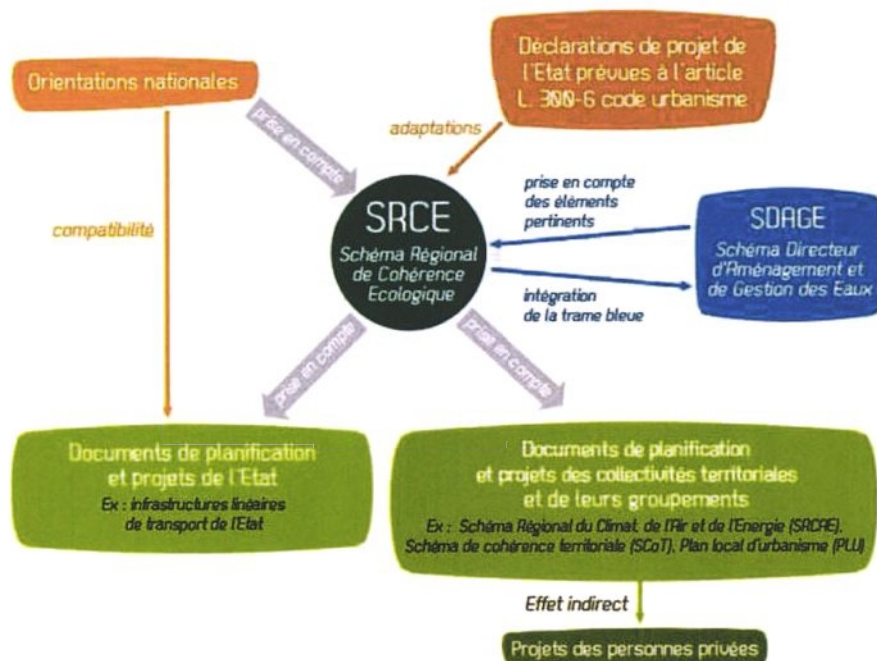 Orientations nationales
Déclarations de projet de
l'Etat prévues à l'article
L. 300-6 code urbanisme
prise en compte
adaptations
compatibilité
SRCE
Schéma Régional
de Cohérence
Ecologique
prise en compte
des éléments
pertinents
SDAGE
Schéma Directeur
d'Aménagement et
de Gestion des Eaux
intégration
de la trame bleue
prise en compte
prise en compte
Documents de planification
et projets de l'Etat
Ex : infrastructures linéaires
de transport de l'Etat
Documents de planification
et projets des collectivités territoriales
et de leurs groupements
Ex : Schéma Régional du Climat, de l'Air et de l'Energie (SRCAE),
Schéma de cohérence territoriale (SCoT), Plan local d'urbanisme (PLU)
Effet indirect
Projets des personnes privées